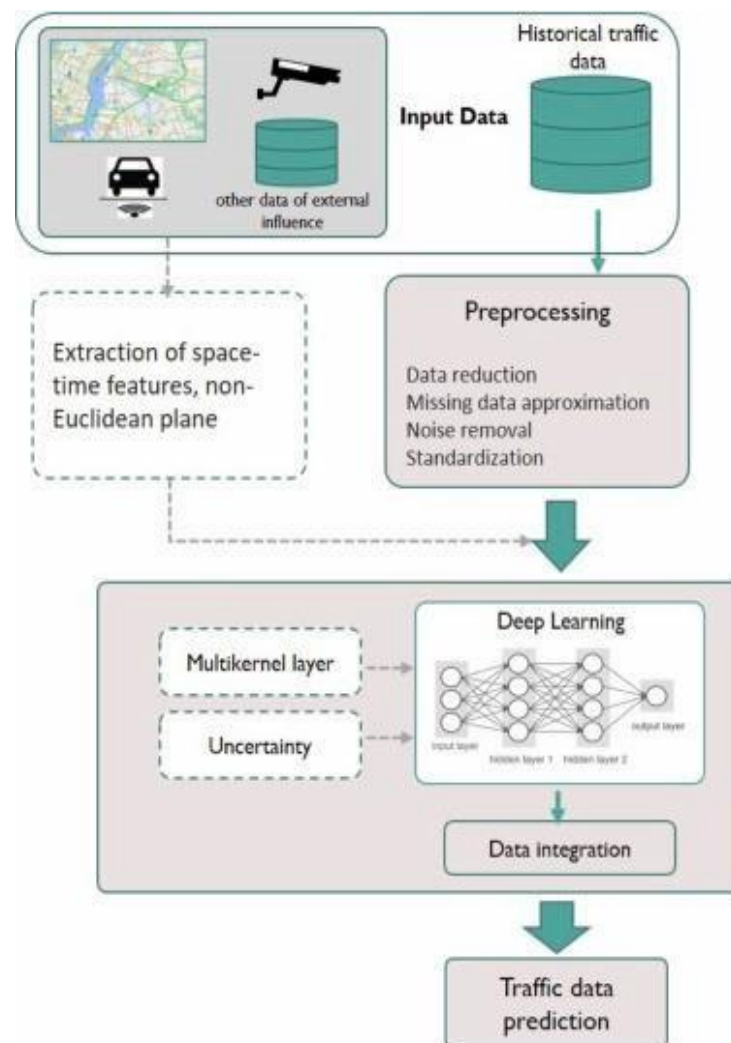 Historical traffic
data
Input Data
other data of external
influence
Extraction of space-
time features, non-
Euclidean plane
Preprocessing
Data reduction
Missing data approximation
Noise removal
Standardization
Deep Learning
Multikernel layer
Uncertainty
input layer
hidden layer 1
hidden layer 2
output layer
Data integration
Traffic data
prediction